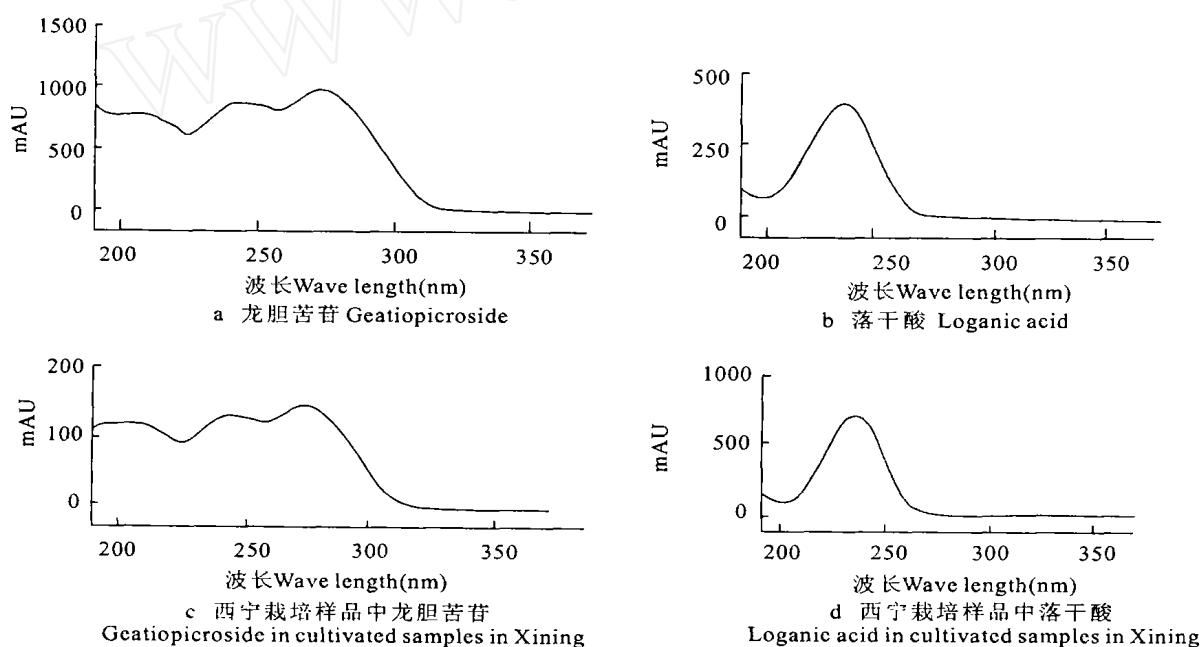 1500
1000
500
0
mAU
200 250 300 350
波长Wave length(nm)
a 龙胆苦苷 Geatiopicroside
500
250
0
mAU
200 250 300 350
波长Wave length(nm)
b 落干酸 Loganic acid
200
100
0
mAU
200 250 300 350
波长Wave length(nm)
c 西宁栽培样品中龙胆苦苷
Geatiopicroside in cultivated samples in Xining
1000
500
0
mAU
200 250 300 350
波长Wave length(nm)
d 西宁栽培样品中落干酸
Loganic acid in cultivated samples in Xining